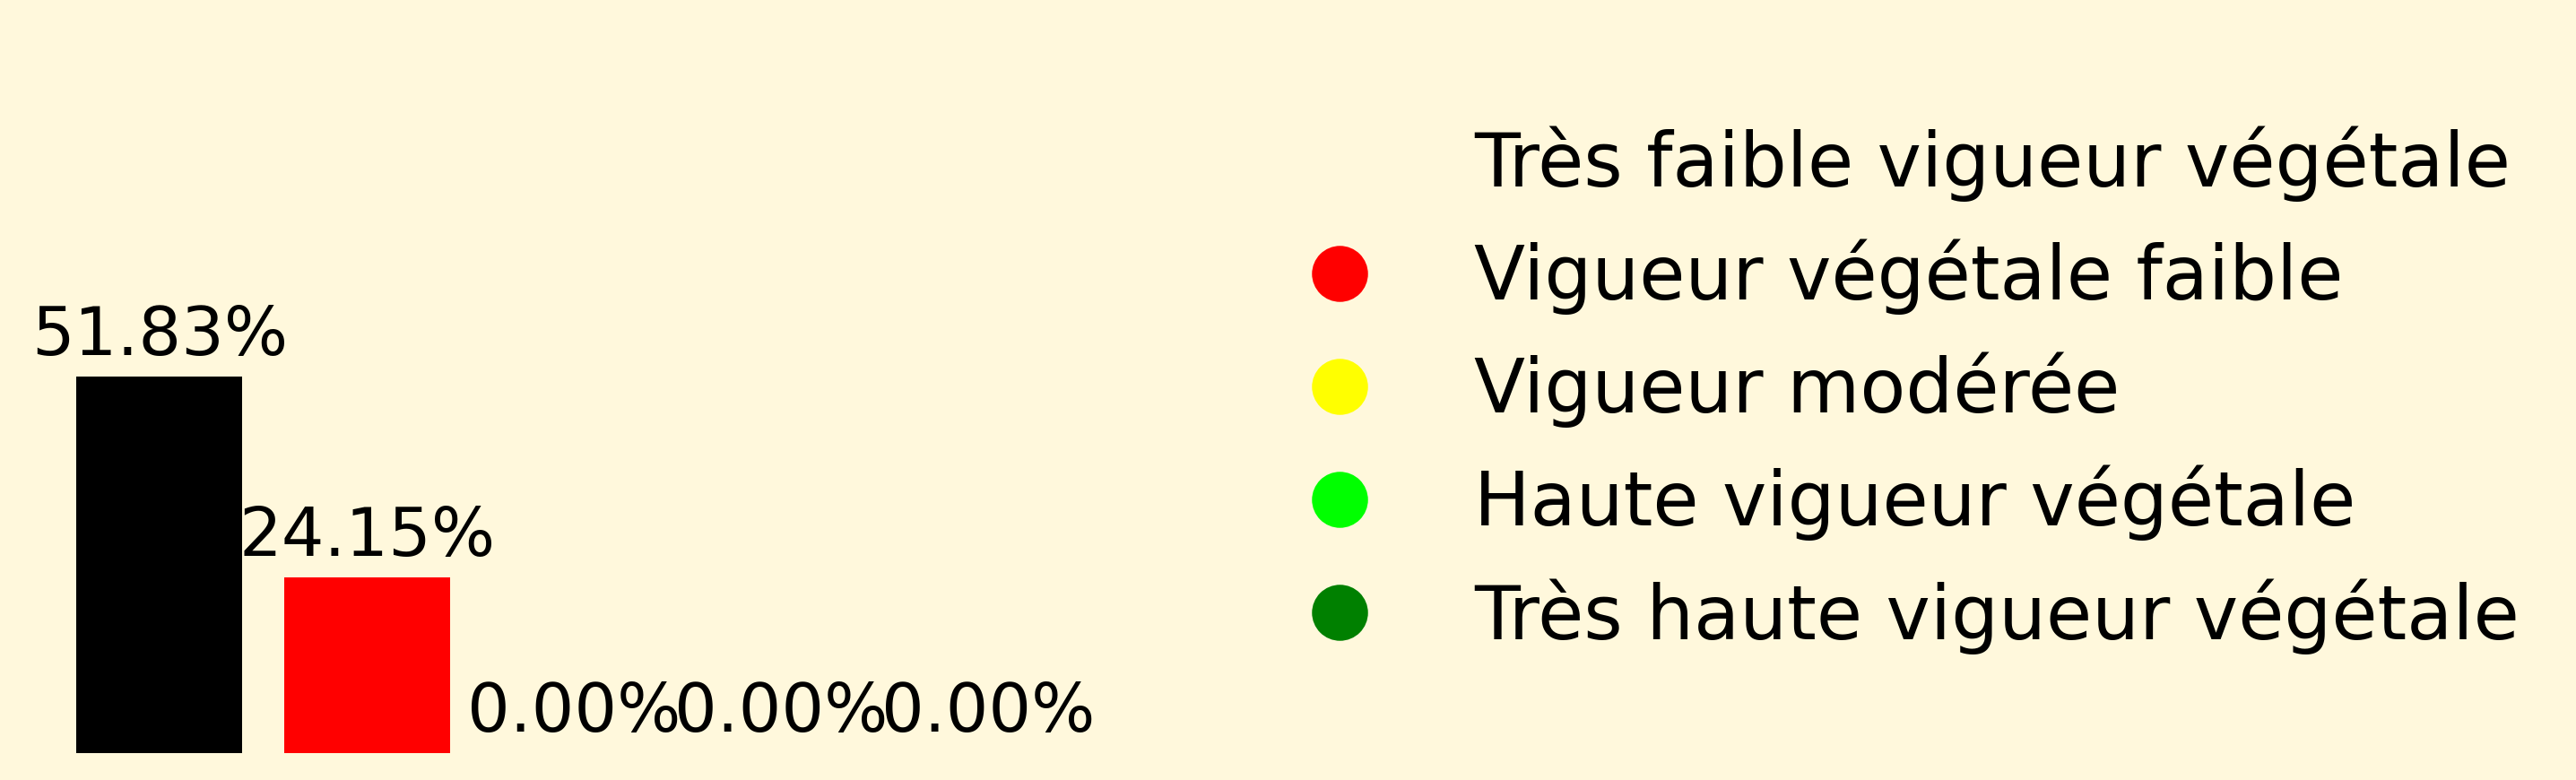 51.83%
24.15%
0.00%
0.00%
0.00%
Très faible vigueur végétale
Vigueur végétale faible
Vigueur modérée
Haute vigueur végétale
Très haute vigueur végétale